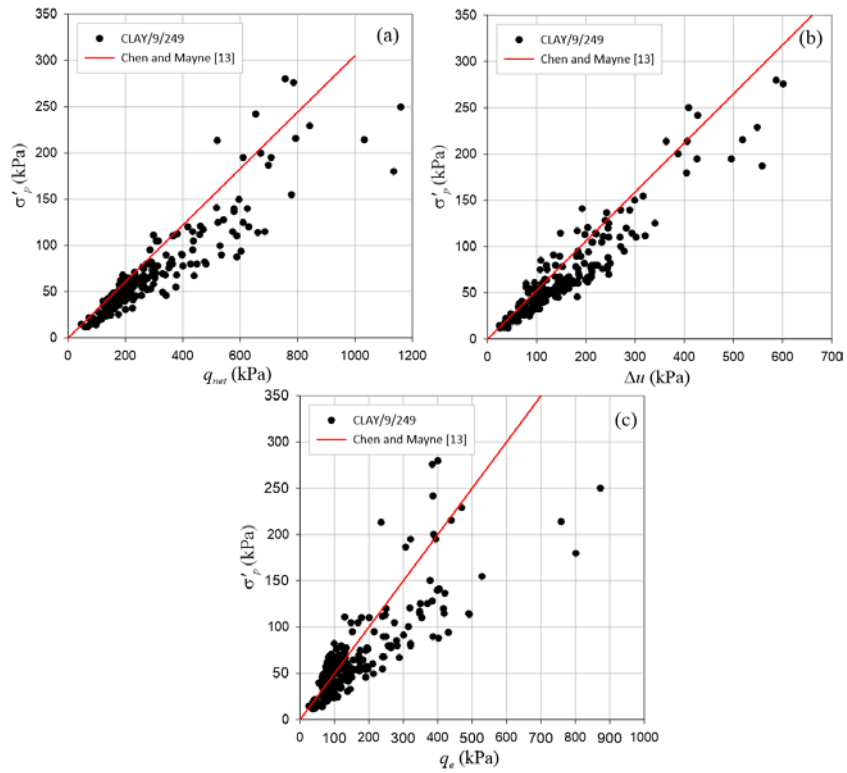 (a)
CLAY/9/249
Chen and Mayne [13]
350
300
250
200
150
100
50
0
σ′p (kPa)
0 200 400 600 800 1000 1200
qnet (kPa)
(b)
CLAY/9/249
Chen and Mayne [13]
350
300
250
200
150
100
50
0
σ′p (kPa)
0 100 200 300 400 500 600 700
Δu (kPa)
(c)
CLAY/9/249
Chen and Mayne [13]
350
300
250
200
150
100
50
0
σ′p (kPa)
0 100 200 300 400 500 600 700 800 900 1000
qe (kPa)